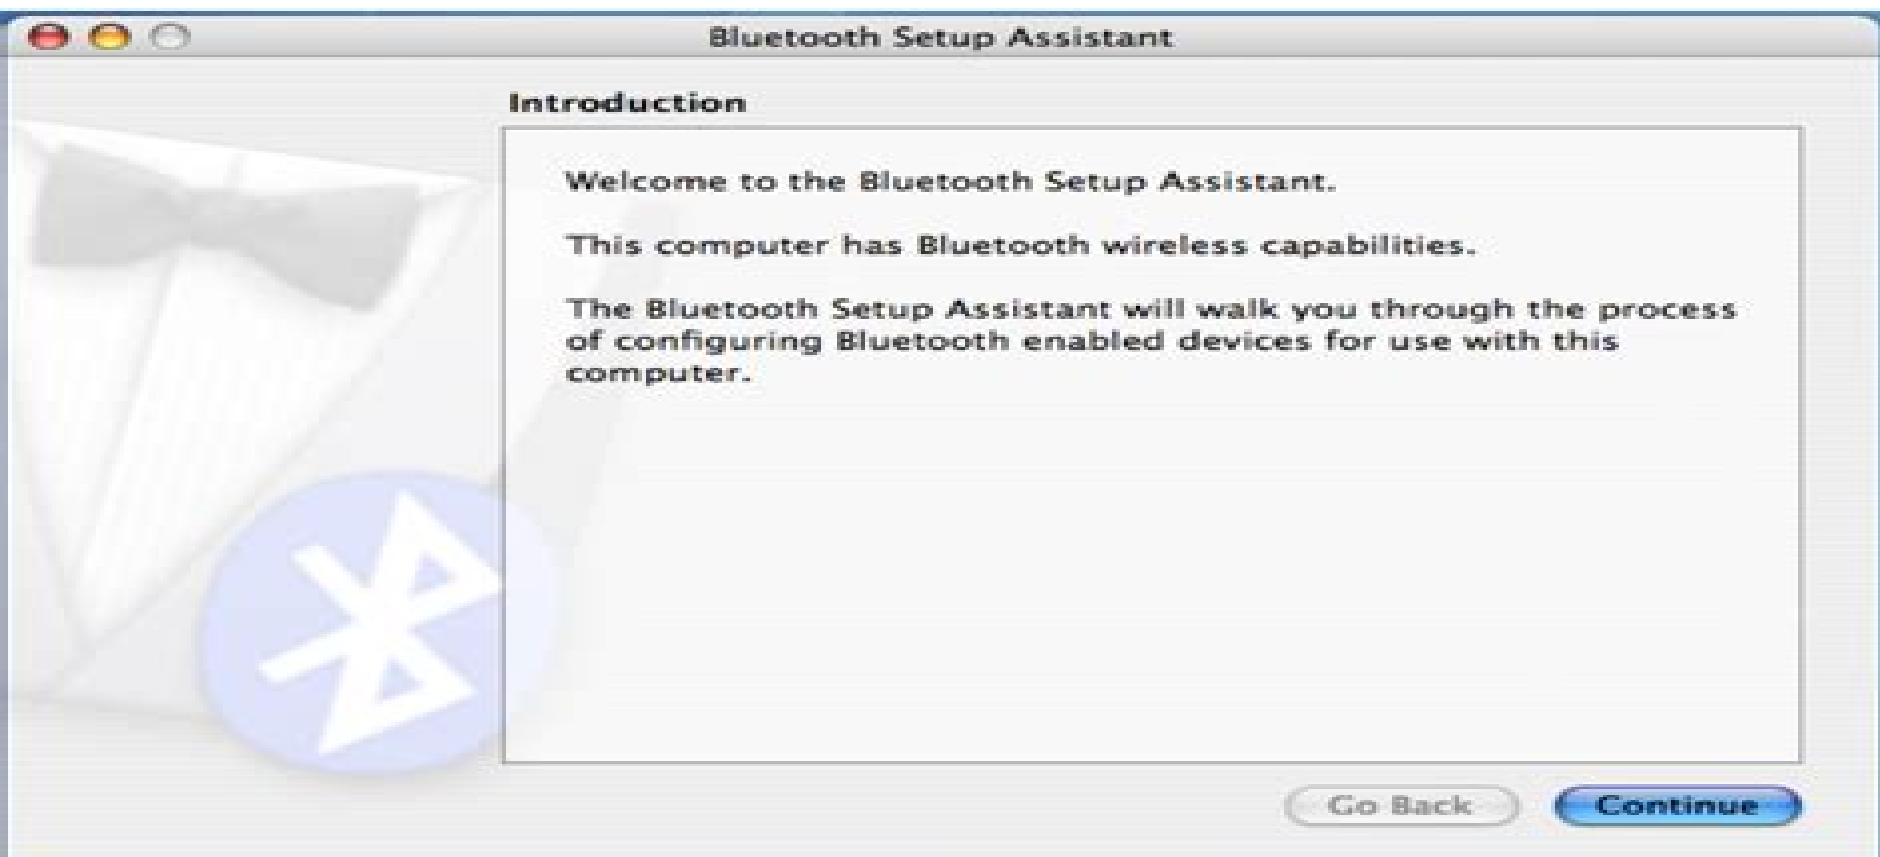 Bluetooth Setup Assistant
Introduction
Welcome to the Bluetooth Setup Assistant.
This computer has Bluetooth wireless capabilities.
The Bluetooth Setup Assistant will walk you through the process
of configuring Bluetooth enabled devices for use with this
computer.
Go Back
Continue